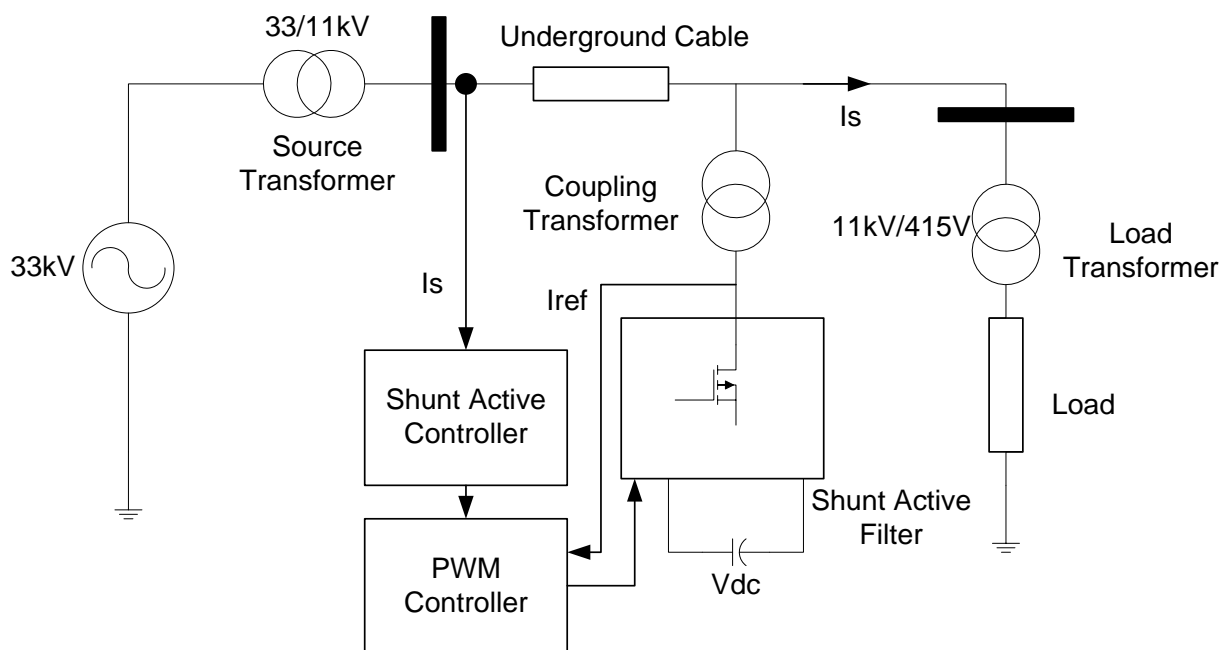 33/11kV
Underground Cable
Is
Source
Transformer
Coupling
Transformer
11kV/415V
Load
Transformer
33kV
Is
Iref
Shunt Active
Controller
Load
Shunt Active
Filter
PWM
Controller
Vdc